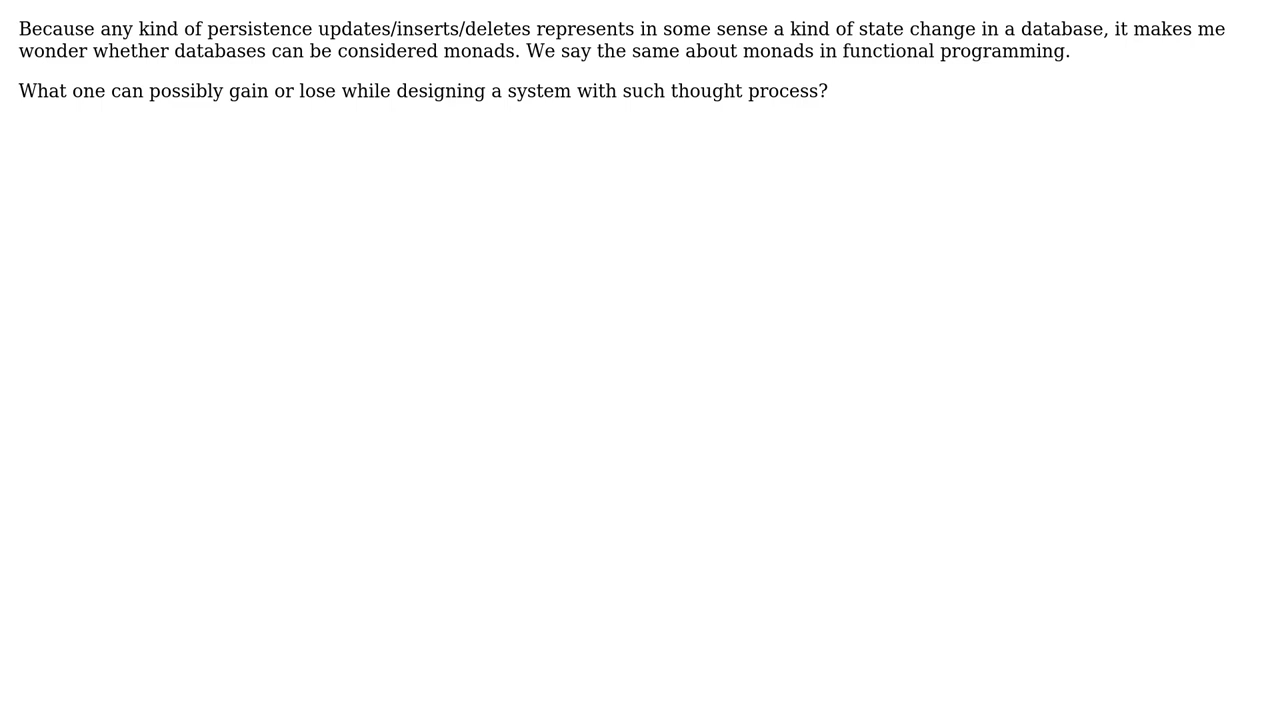 Because any kind of persistence updates/inserts/deletes represents in some sense a kind of state change in a database, it makes me
wonder whether databases can be considered monads. We say the same about monads in functional programming.
What one can possibly gain or lose while designing a system with such thought process?